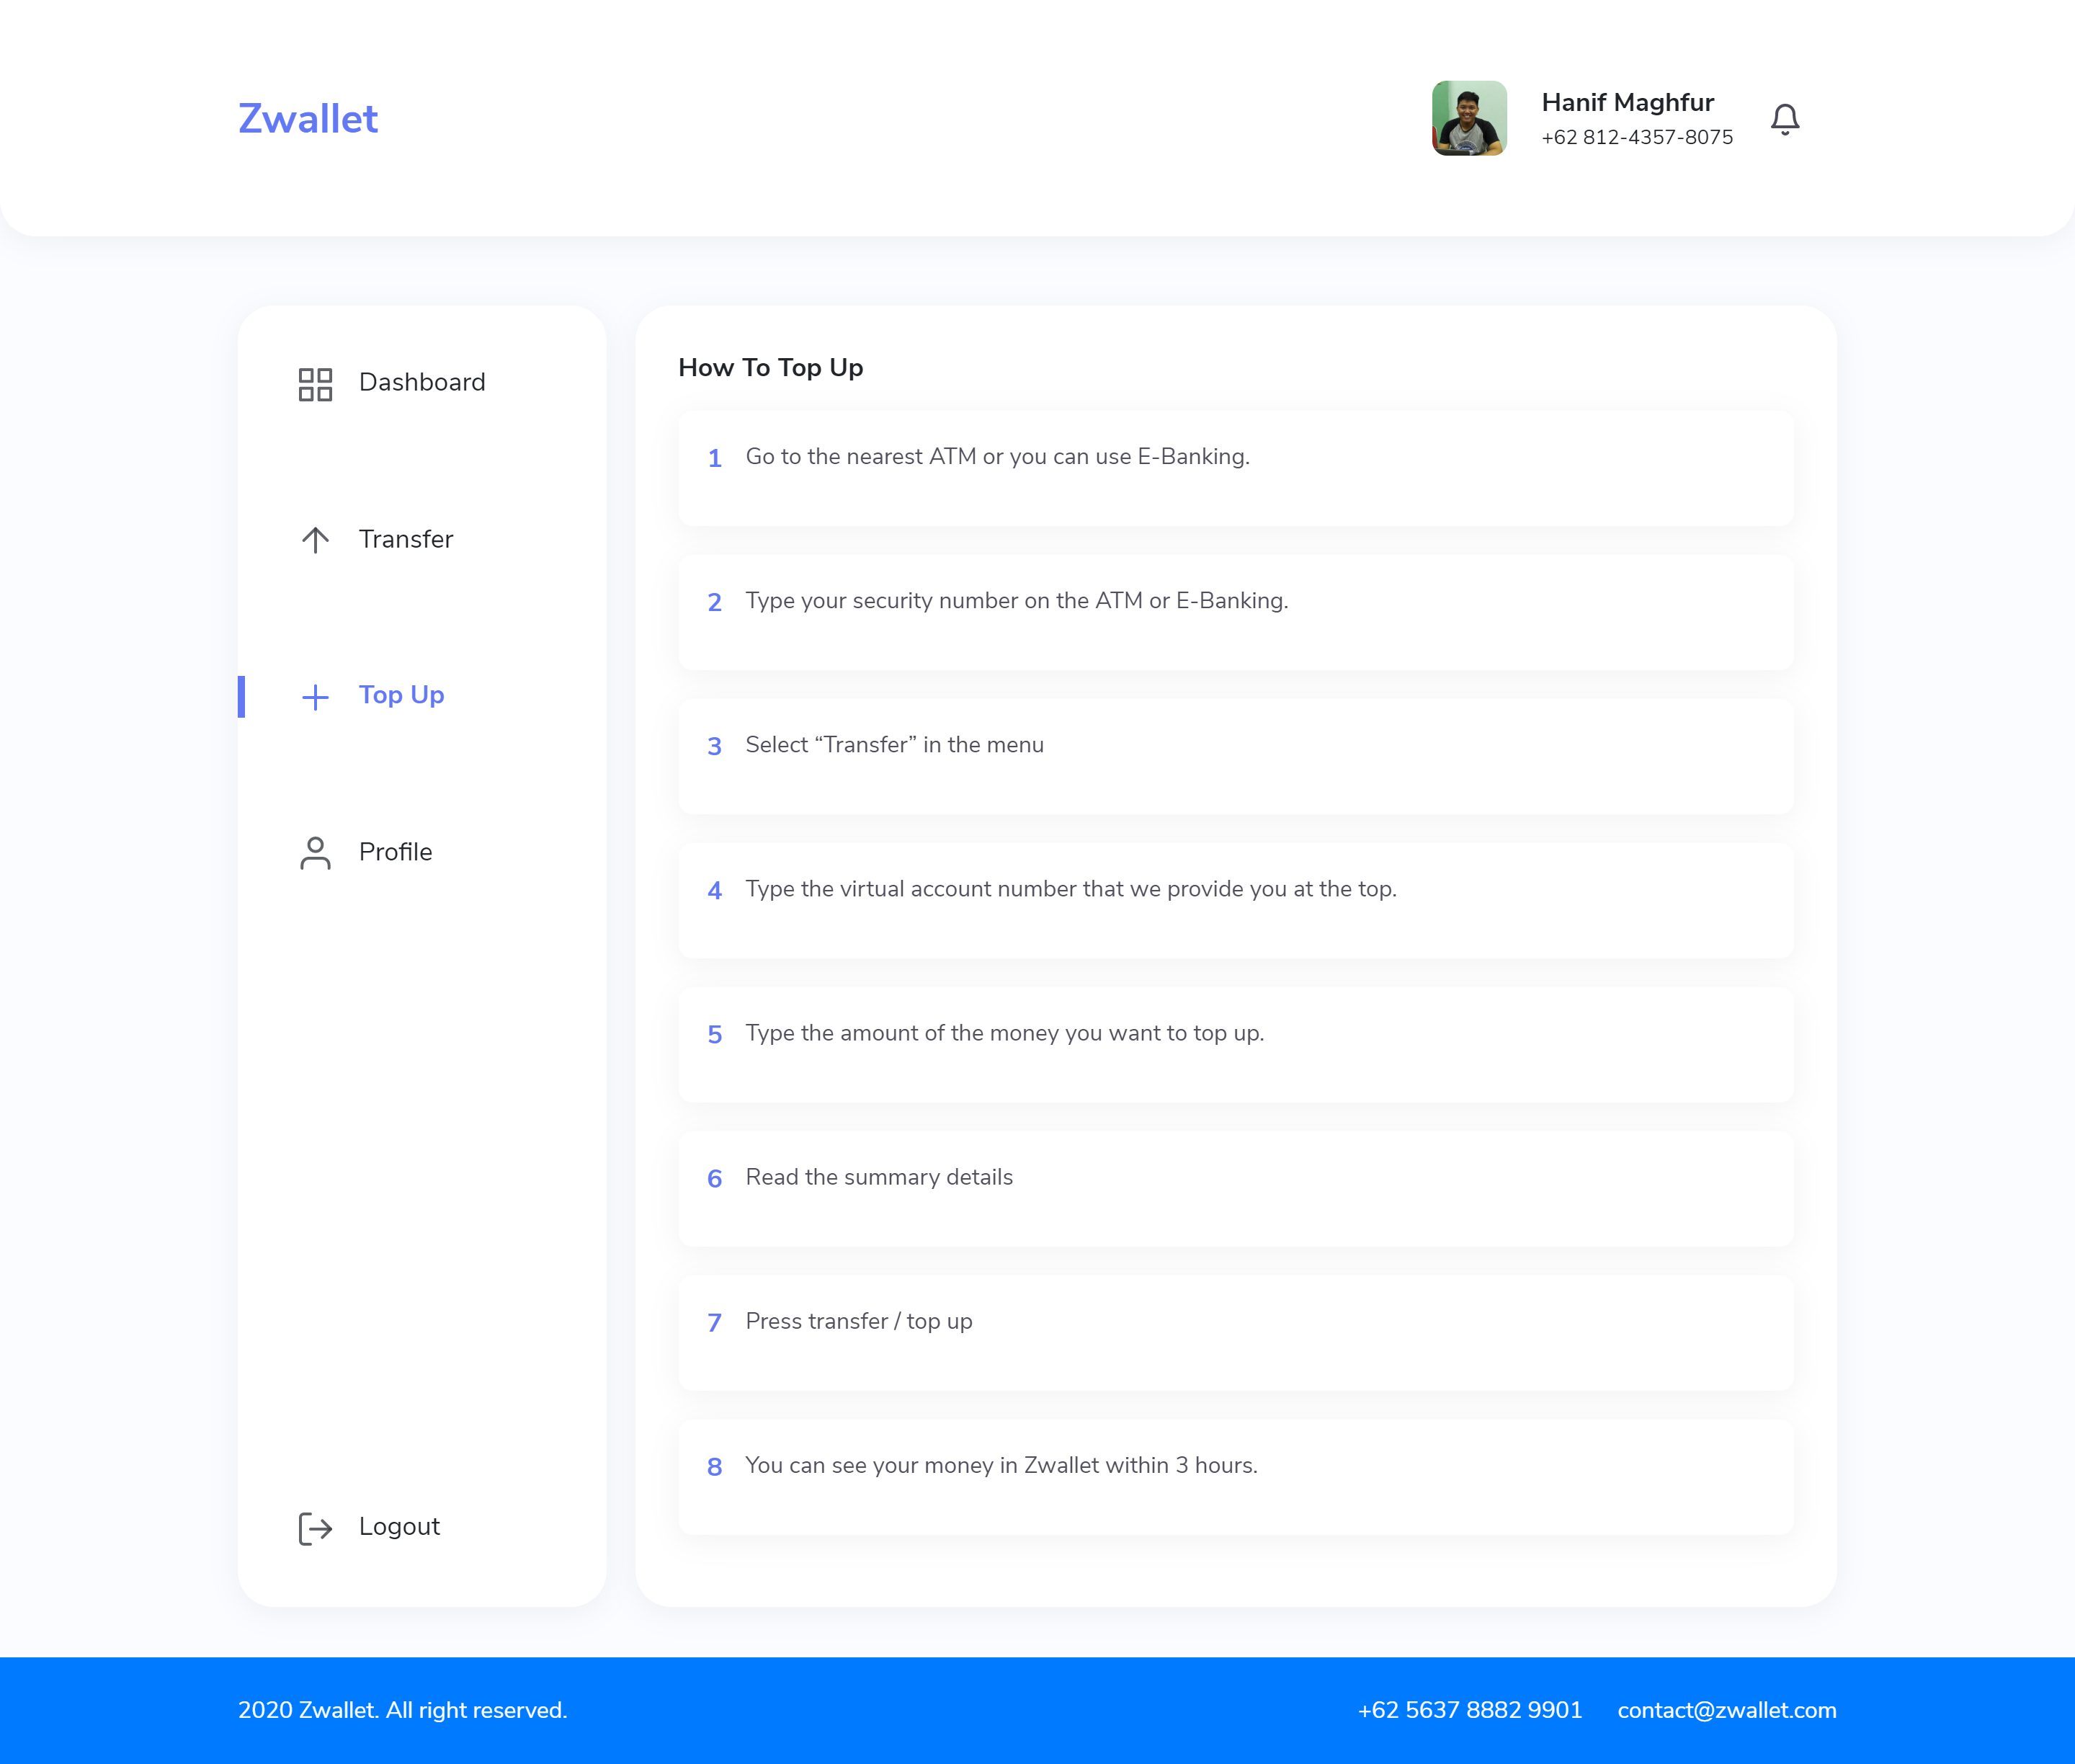 Zwallet
Hanif Maghfur
+62 812-4357-8075
Dashboard
Transfer
Top Up
Profile
Logout
How To Top Up
1 Go to the nearest ATM or you can use E-Banking.
2 Type your security number on the ATM or E-Banking.
3 Select “Transfer” in the menu
4 Type the virtual account number that we provide you at the top.
5 Type the amount of the money you want to top up.
6 Read the summary details
7 Press transfer / top up
8 You can see your money in Zwallet within 3 hours.
2020 Zwallet. All right reserved.
+62 5637 8882 9901 contact@zwallet.com